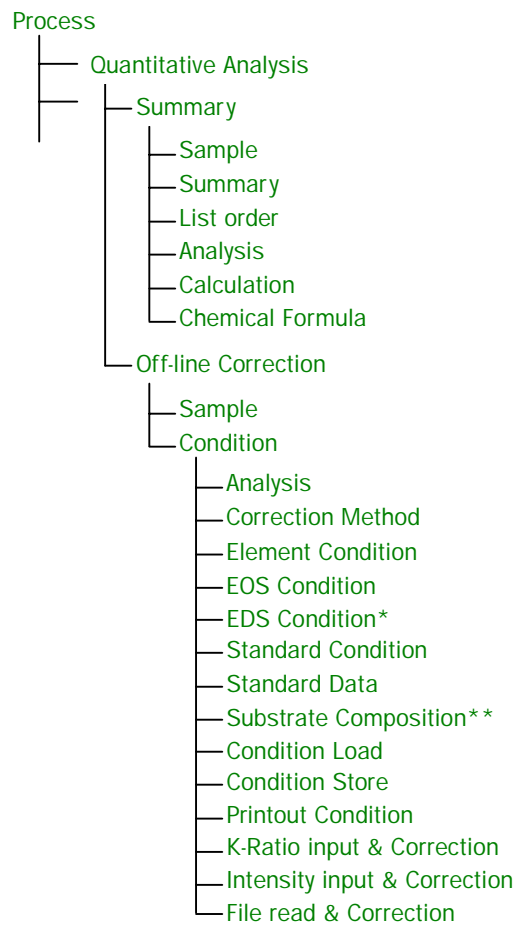 Process
Quantitative Analysis
Summary
Sample
Summary
List order
Analysis
Calculation
Chemical Formula
Off-line Correction
Sample
Condition
Analysis
Correction Method
Element Condition
EOS Condition
EDS Condition*
Standard Condition
Standard Data
Substrate Composition**
Condition Load
Condition Store
Printout Condition
K-Ratio input & Correction
Intensity input & Correction
File read & Correction